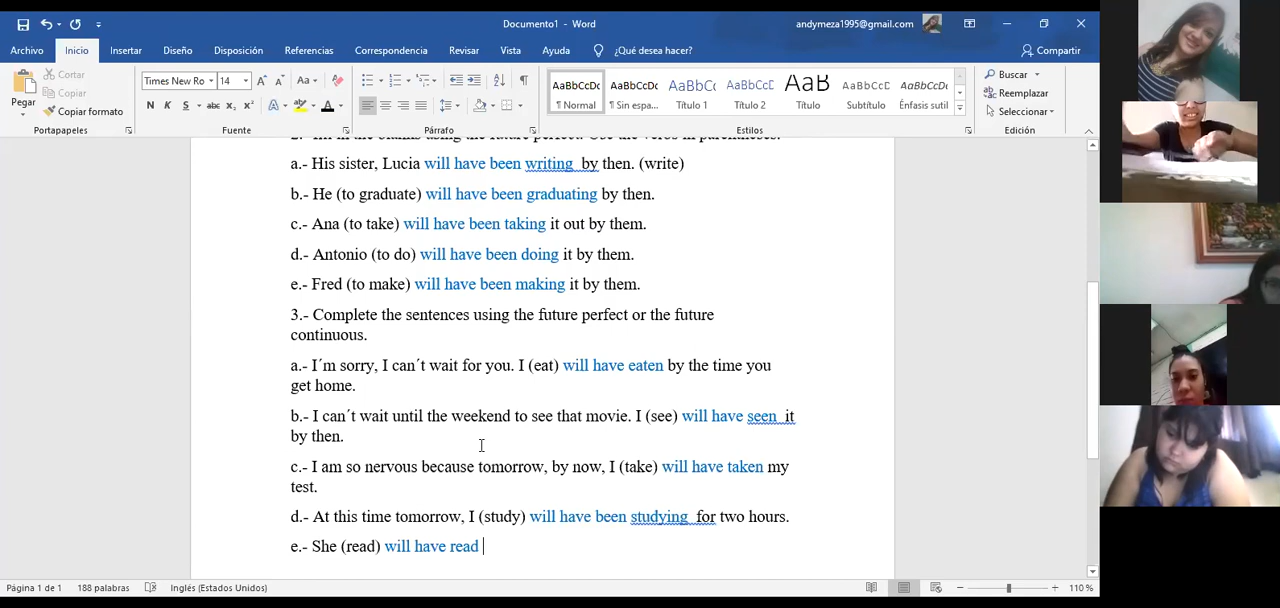 Documento1 - Word
andymeza1995@gmail.com
Archivo Inicio Insertar Diseño Disposición Referencias Correspondencia Revisar Vista Ayuda ¿Qué desea hacer? Compartir
Pegar
Cortar
Copiar
Copiar formato
Portapapeles
Times New Ro 14
Aa
N K S abc x₂ x² A A
Fuente
Párrafo
AaBbCcDc AaBbCcDc AaBbC( AaBbCcD AaB AaBbCcD AaBbCcDc
¶ Normal ¶ Sin espa... Título 1 Título 2 Título Subtítulo Énfasis sutil
Estilos
Buscar
Reemplazar
Seleccionar
Edición
a.- His sister, Lucia will have been writing by then. (write)
b.- He (to graduate) will have been graduating by then.
c.- Ana (to take) will have been taking it out by them.
d.- Antonio (to do) will have been doing it by them.
e.- Fred (to make) will have been making it by them.
3.- Complete the sentences using the future perfect or the future
continuous.
a.- I´m sorry, I can´t wait for you. I (eat) will have eaten by the time you
get home.
b.- I can´t wait until the weekend to see that movie. I (see) will have seen it
by then.
c.- I am so nervous because tomorrow, by now, I (take) will have taken my
test.
d.- At this time tomorrow, I (study) will have been studying for two hours.
e.- She (read) will have read
Página 1 de 1 188 palabras Inglés (Estados Unidos) 110 %